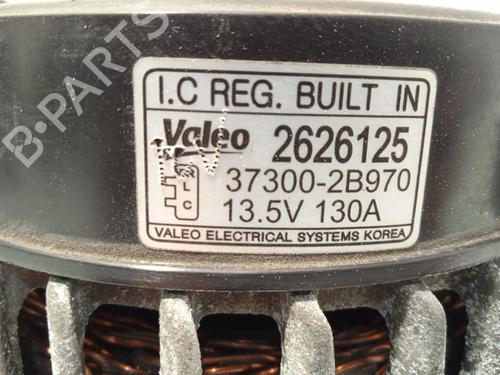 I.C REG. BUILT IN
Valeo 2626125
37300-2B970
L C
13.5V 130A
VALEO ELECTRICAL SYSTEMS KOREA
B-PARTS